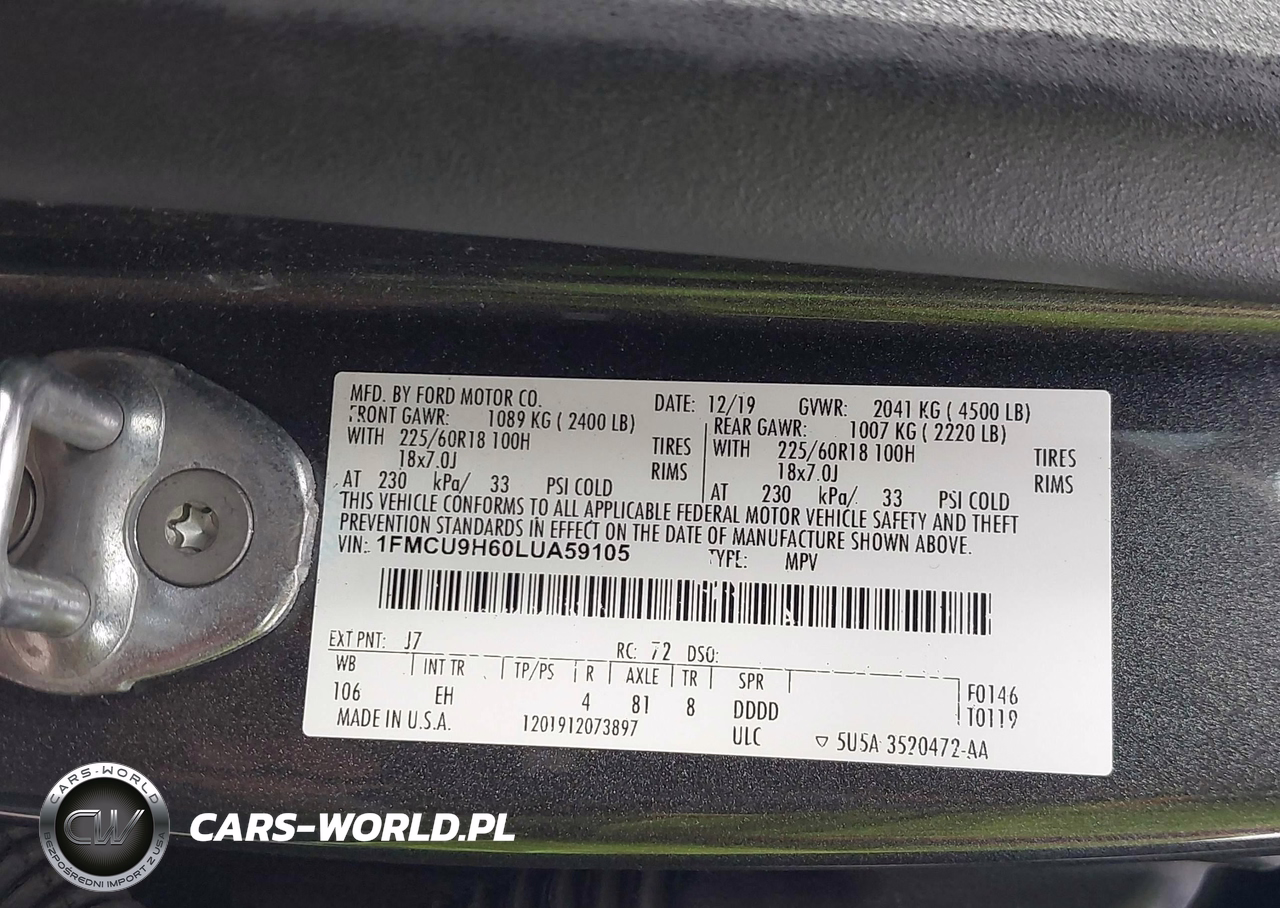 MFD. BY FORD MOTOR CO. DATE: 12/19 GVWR: 2041 KG ( 4500 LB)
FRONT GAWR: 1089 KG ( 2400 LB) REAR GAWR: 1007 KG ( 2220 LB)
WITH 225/60R18 100H TIRES WITH 225/60R18 100H TIRES
18x7.0J RIMS 18x7.0J RIMS
AT 230 kPa/ 33 PSI COLD AT 230 kPa/ 33 PSI COLD
THIS VEHICLE CONFORMS TO ALL APPLICABLE FEDERAL MOTOR VEHICLE SAFETY AND THEFT
PREVENTION STANDARDS IN EFFECT ON THE DATE OF MANUFACTURE SHOWN ABOVE.
VIN: 1FMCU9H60LUA59105 TYPE: MPV
EXT PNT: J7 RC: 72 DSO:
WB INT TR TP/PS R AXLE TR SPR
106 EH 4 81 8 DDDD F0146
T0119
MADE IN U.S.A. 1201912073897 ULC ▽ 5U5A 3520472-AA
CARS-WORLD
CW
BEZPOŚREDNI IMPORT Z USA
CARS-WORLD.PL